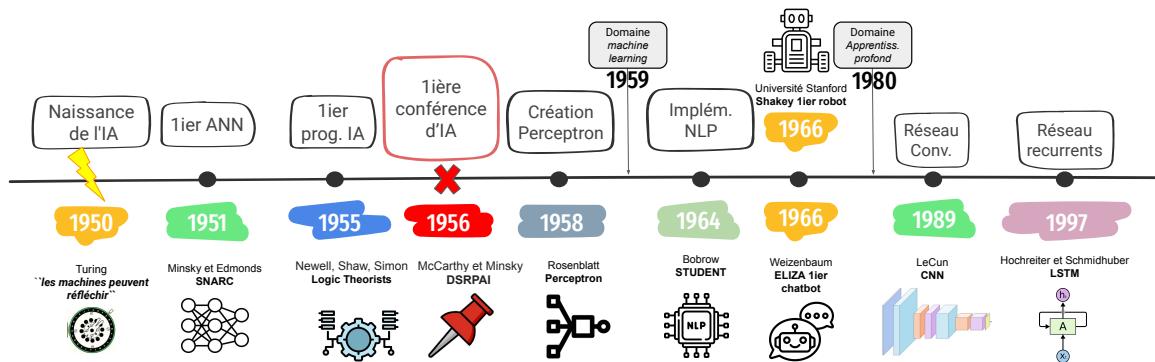 Domaine
machine
learning
1959
Domaine
Apprentiss.
profond
1980
Université Stanford
Shakey 1ier robot
1966
Naissance
de l'IA
1ier ANN
1ier
prog. IA
1ière
conférence
d'IA
Création
Perceptron
Implém.
NLP
Réseau
Conv.
Réseau
recurrents
1950
1951
1955
1956
1958
1964
1966
1989
1997
Turing
``les machines peuvent
réfléchir``
Minsky et Edmonds
SNARC
Newell, Shaw, Simon
Logic Theorists
McCarthy et Minsky
DSRPAI
Rosenblatt
Perceptron
Bobrow
STUDENT
NLP
Weizenbaum
ELIZA 1ier
chatbot
LeCun
CNN
Hochreiter et Schmidhuber
LSTM
hₜ
A
Xₜ